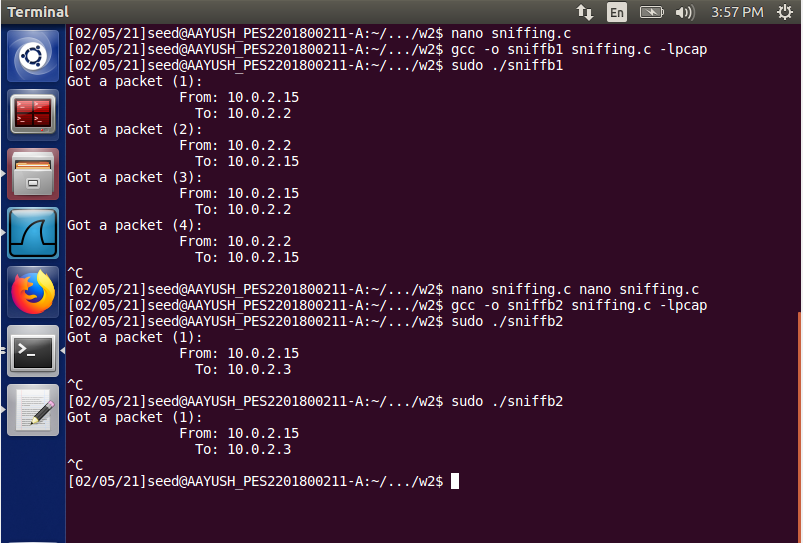 Terminal
En
3:57 PM
[02/05/21]seed@AAYUSH_PES2201800211-A:~/.../w2$ nano sniffing.c
[02/05/21]seed@AAYUSH_PES2201800211-A:~/.../w2$ gcc -o sniffb1 sniffing.c -lpcap
[02/05/21]seed@AAYUSH_PES2201800211-A:~/.../w2$ sudo ./sniffb1
Got a packet (1):
From: 10.0.2.15
To: 10.0.2.2
Got a packet (2):
From: 10.0.2.2
To: 10.0.2.15
Got a packet (3):
From: 10.0.2.15
To: 10.0.2.2
Got a packet (4):
From: 10.0.2.2
To: 10.0.2.15
^C
[02/05/21]seed@AAYUSH_PES2201800211-A:~/.../w2$ nano sniffing.c nano sniffing.c
[02/05/21]seed@AAYUSH_PES2201800211-A:~/.../w2$ gcc -o sniffb2 sniffing.c -lpcap
[02/05/21]seed@AAYUSH_PES2201800211-A:~/.../w2$ sudo ./sniffb2
Got a packet (1):
From: 10.0.2.15
To: 10.0.2.3
^C
[02/05/21]seed@AAYUSH_PES2201800211-A:~/.../w2$ sudo ./sniffb2
Got a packet (1):
From: 10.0.2.15
To: 10.0.2.3
^C
[02/05/21]seed@AAYUSH_PES2201800211-A:~/.../w2$